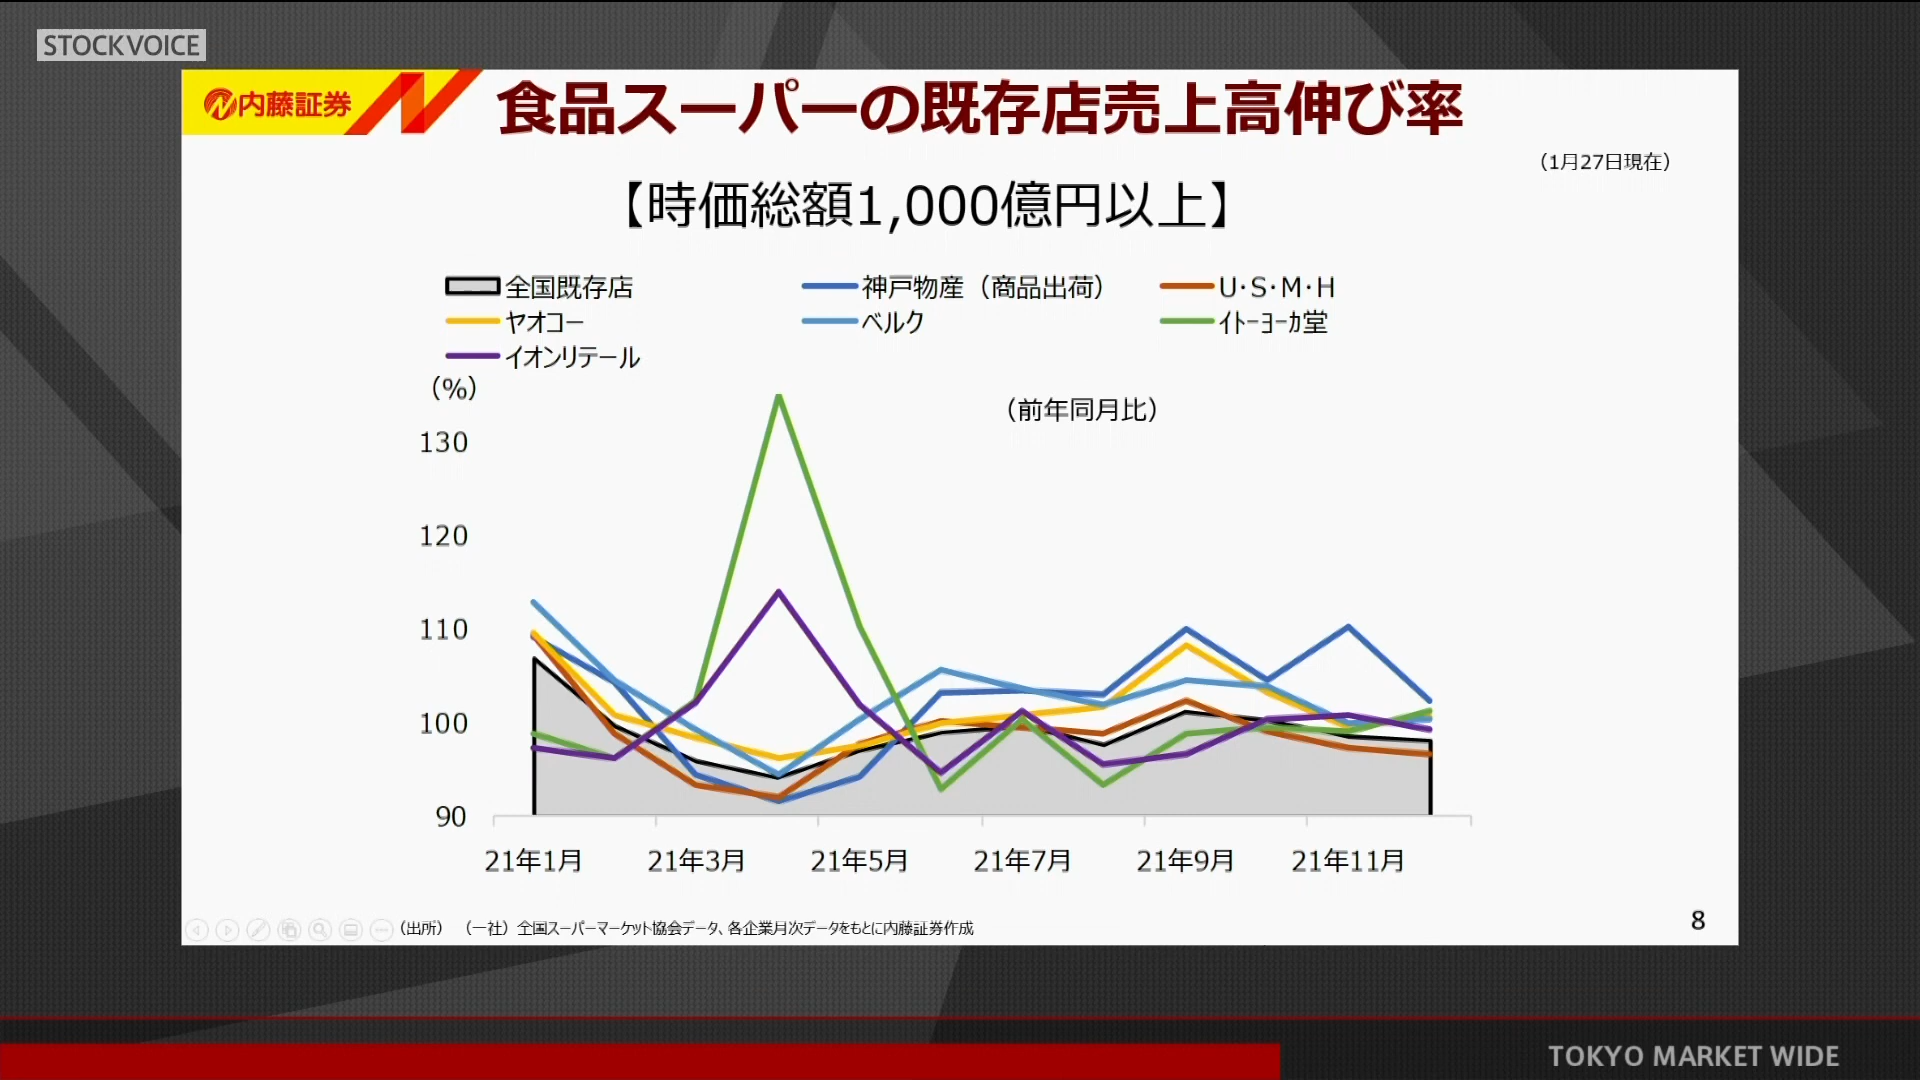 STOCKVOICE
内藤証券
食品スーパーの既存店売上高伸び率
（1月27日現在）
【時価総額1,000億円以上】
全国既存店
神戸物産（商品出荷）
U・S・M・H
ヤオコー
ベルク
ｲﾄｰﾖｰｶ堂
イオンリテール
（%）
（前年同月比）
130
120
110
100
90
21年1月
21年3月
21年5月
21年7月
21年9月
21年11月
（出所）　（一社）全国スーパーマーケット協会データ、各企業月次データをもとに内藤証券作成
8
TOKYO MARKET WIDE